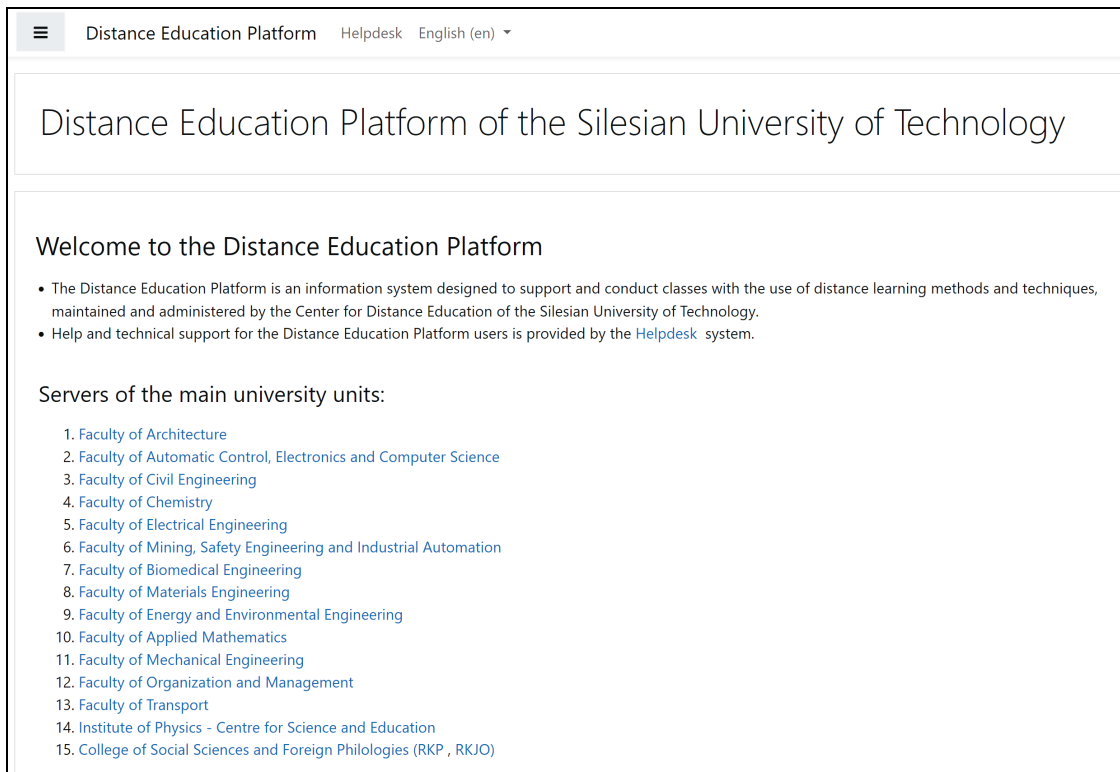 Distance Education Platform Helpdesk English (en)
Distance Education Platform of the Silesian University of Technology
Welcome to the Distance Education Platform
• The Distance Education Platform is an information system designed to support and conduct classes with the use of distance learning methods and techniques,
maintained and administered by the Center for Distance Education of the Silesian University of Technology.
• Help and technical support for the Distance Education Platform users is provided by the Helpdesk system.
Servers of the main university units:
1. Faculty of Architecture
2. Faculty of Automatic Control, Electronics and Computer Science
3. Faculty of Civil Engineering
4. Faculty of Chemistry
5. Faculty of Electrical Engineering
6. Faculty of Mining, Safety Engineering and Industrial Automation
7. Faculty of Biomedical Engineering
8. Faculty of Materials Engineering
9. Faculty of Energy and Environmental Engineering
10. Faculty of Applied Mathematics
11. Faculty of Mechanical Engineering
12. Faculty of Organization and Management
13. Faculty of Transport
14. Institute of Physics - Centre for Science and Education
15. College of Social Sciences and Foreign Philologies (RKP , RKJO)